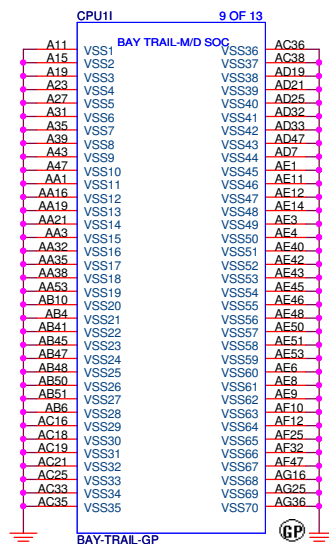 CPU1I 9 OF 13
BAY TRAIL-M/D SOC
A11 VSS1 VSS36 AC36
A15 VSS2 VSS37 AC38
A19 VSS3 VSS38 AD19
A23 VSS4 VSS39 AD21
A27 VSS5 VSS40 AD25
A31 VSS6 VSS41 AD32
A35 VSS7 VSS42 AD33
A39 VSS8 VSS43 AD47
A43 VSS9 VSS44 AD7
A47 VSS10 VSS45 AE1
AA1 VSS11 VSS46 AE11
AA16 VSS12 VSS47 AE12
AA19 VSS13 VSS48 AE14
AA21 VSS14 VSS49 AE3
AA3 VSS15 VSS50 AE4
AA32 VSS16 VSS51 AE40
AA35 VSS17 VSS52 AE42
AA38 VSS18 VSS53 AE43
AA53 VSS19 VSS54 AE45
AB10 VSS20 VSS55 AE46
AB4 VSS21 VSS56 AE48
AB41 VSS22 VSS57 AE50
AB45 VSS23 VSS58 AE51
AB47 VSS24 VSS59 AE53
AB48 VSS25 VSS60 AE6
AB50 VSS26 VSS61 AE8
AB51 VSS27 VSS62 AE9
AB6 VSS28 VSS63 AF10
AC16 VSS29 VSS64 AF12
AC18 VSS30 VSS65 AF25
AC19 VSS31 VSS66 AF32
AC21 VSS32 VSS67 AF47
AC25 VSS33 VSS68 AG16
AC33 VSS34 VSS69 AG25
AC35 VSS35 VSS70 AG36
BAY-TRAIL-GP
GP